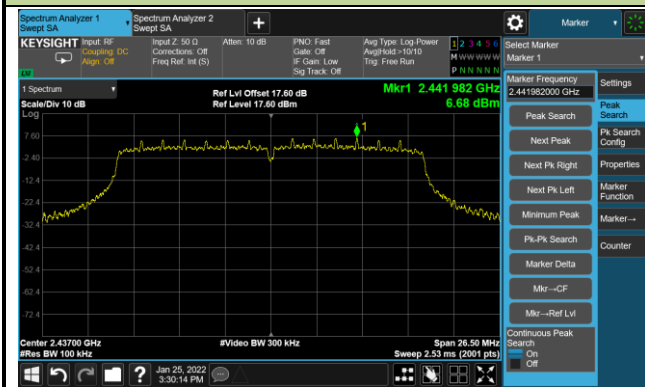 Spectrum Analyzer 1
Swept SA
Spectrum Analyzer 2
Swept SA
+
Marker
KEYSIGHT
Input: RF
Coupling: DC
Align: Off
Input Z: 50 Ω
Corrections: Off
Freq Ref: Int (S)
Atten: 10 dB
PNO: Fast
Gate: Off
IF Gain: Low
Sig Track: Off
Avg Type: Log-Power
Avg|Hold:>10/10
Trig: Free Run
1 2 3 4 5 6
M W W W W W
P N N N N N
Select Marker
Marker 1
1 Spectrum
Scale/Div 10 dB
Log
Ref Lvl Offset 17.60 dB
Ref Level 17.60 dBm
Mkr1 2.441 982 GHz
6.68 dBm
1
7.60
-2.40
-12.4
-22.4
-32.4
-42.4
-52.4
-62.4
-72.4
Center 2.43700 GHz
#Res BW 100 kHz
#Video BW 300 kHz
Span 26.50 MHz
Sweep 2.53 ms (2001 pts)
Marker Frequency
2.441982000 GHz
Peak Search
Next Peak
Next Pk Right
Next Pk Left
Minimum Peak
Pk-Pk Search
Marker Delta
Mkr→CF
Mkr→Ref Lvl
Continuous Peak
Search
On
Off
Settings
Peak
Search
Pk Search
Config
Properties
Marker
Function
Marker→
Counter
?
Jan 25, 2022
3:30:14 PM